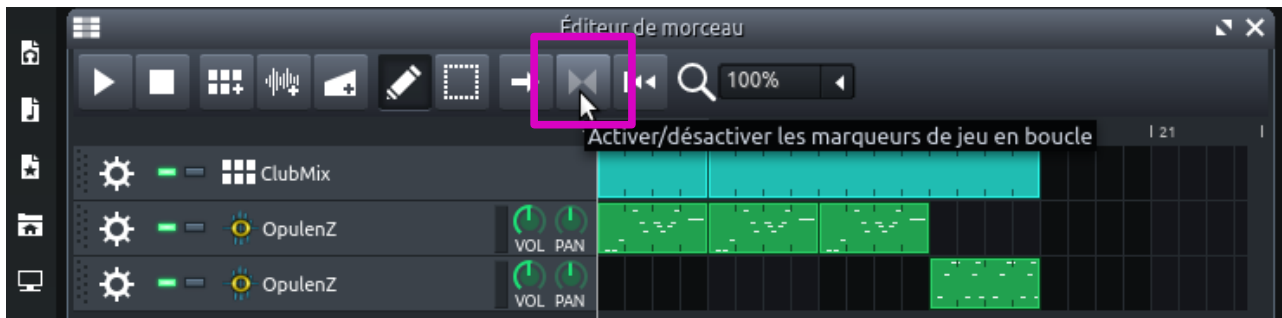 Éditeur de morceau
100%
Activer/désactiver les marqueurs de jeu en boucle
21
ClubMix
OpulenZ
VOL PAN
OpulenZ
VOL PAN